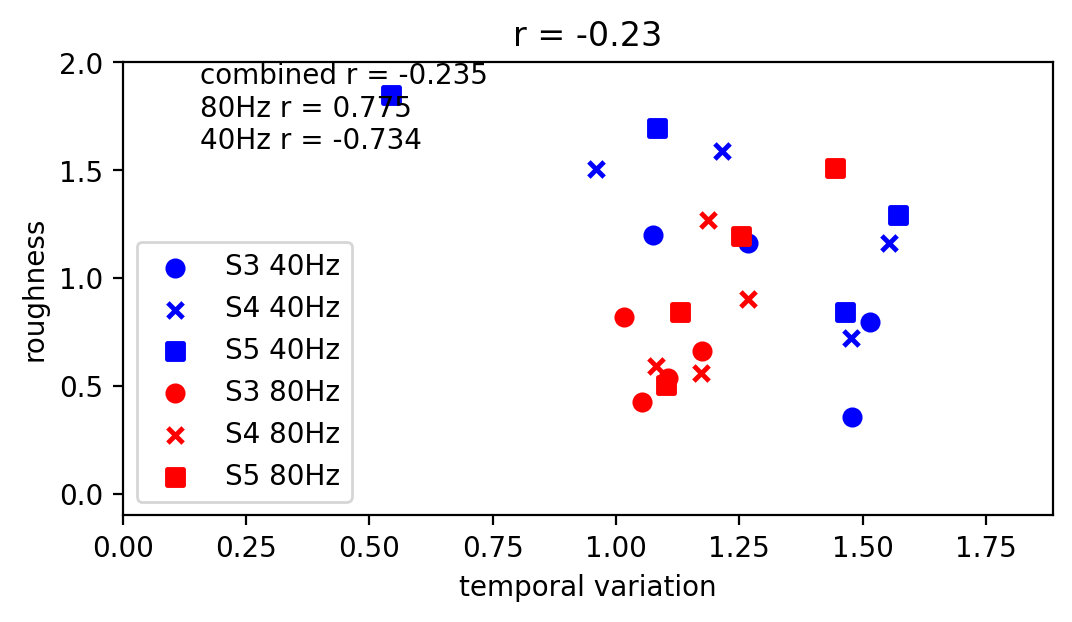 r = -0.23
combined r = -0.235
80Hz r = 0.775
40Hz r = -0.734
2.0
1.5
1.0
0.5
0.0
roughness
S3 40Hz
S4 40Hz
S5 40Hz
S3 80Hz
S4 80Hz
S5 80Hz
0.00 0.25 0.50 0.75 1.00 1.25 1.50 1.75
temporal variation